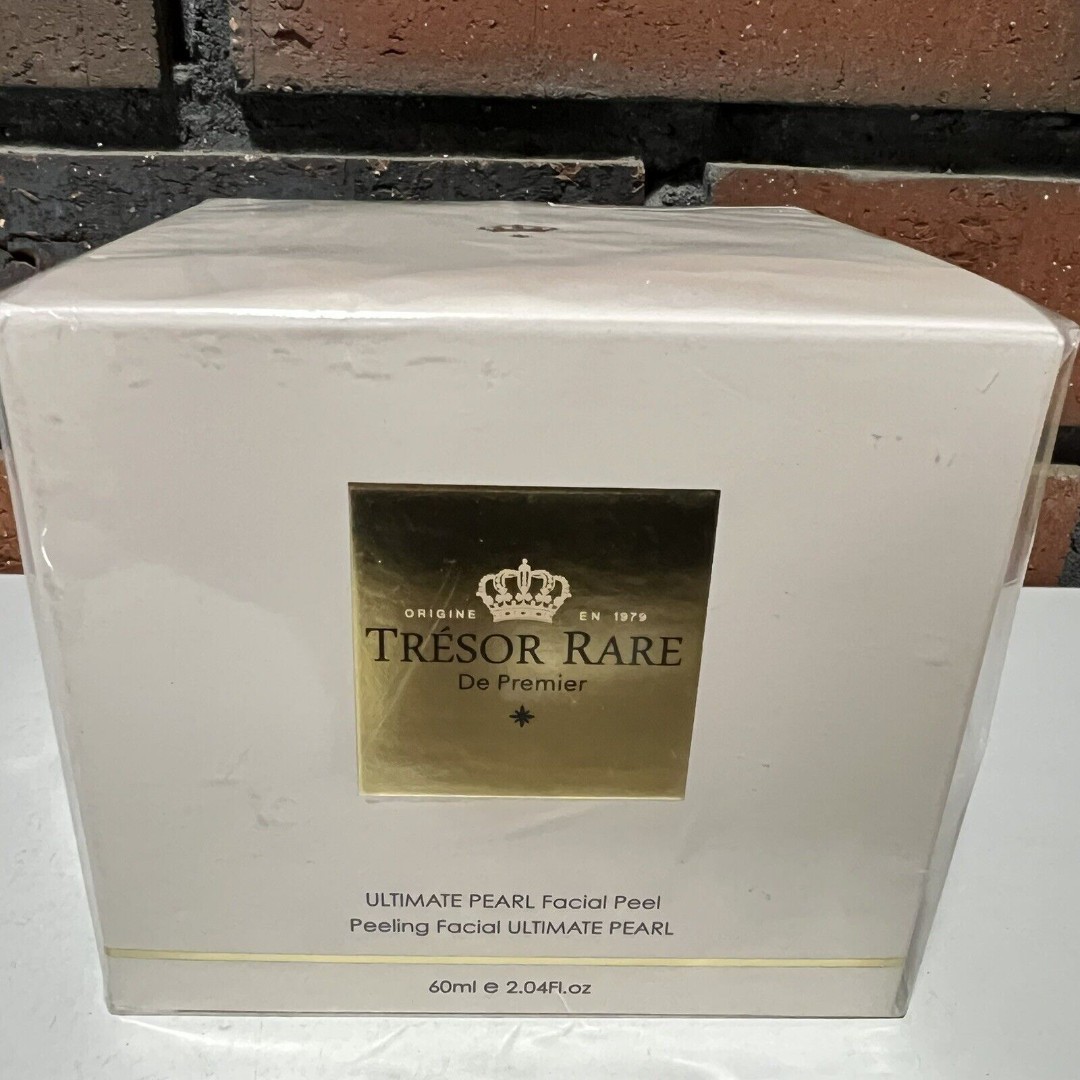 ORIGINE EN 1979
TRÉSOR RARE
De Premier
ULTIMATE PEARL Facial Peel
Peeling Facial ULTIMATE PEARL
60ml e 2.04Fl.oz